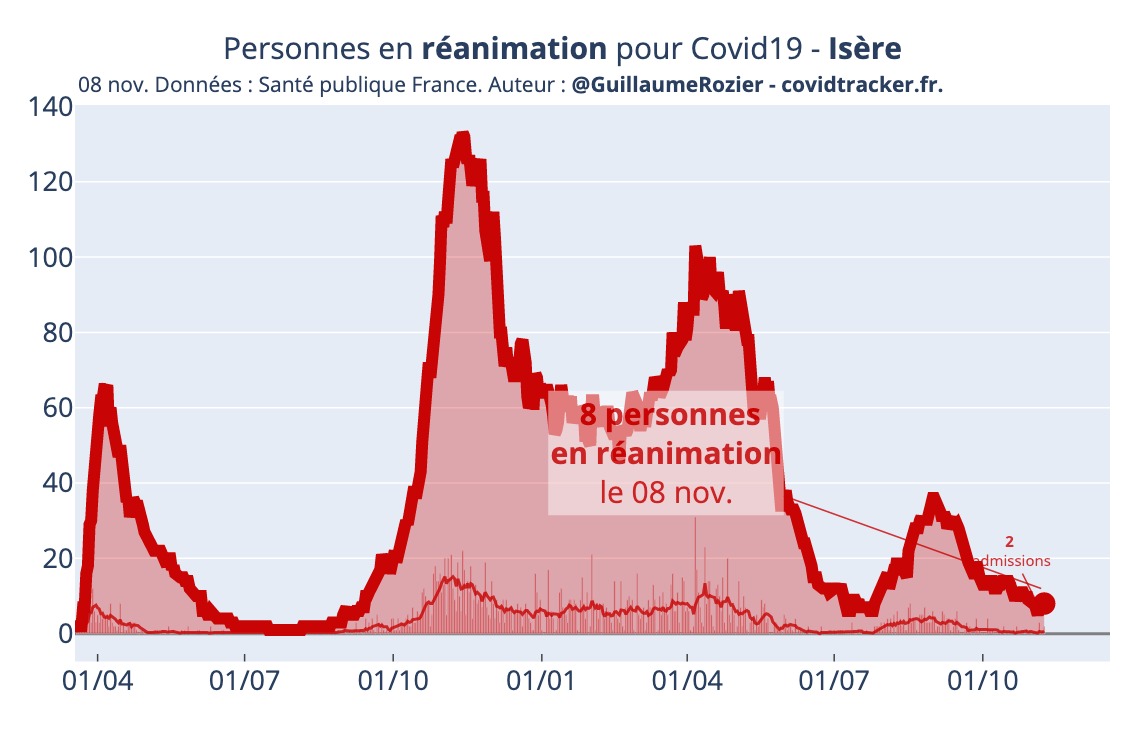 Personnes en réanimation pour Covid19 - Isère
08 nov. Données : Santé publique France. Auteur : @GuillaumeRozier - covidtracker.fr.
140
120
100
80
60
40
20
0
8 personnes
en réanimation
le 08 nov.
2
admissions
01/04
01/07
01/10
01/01
01/04
01/07
01/10